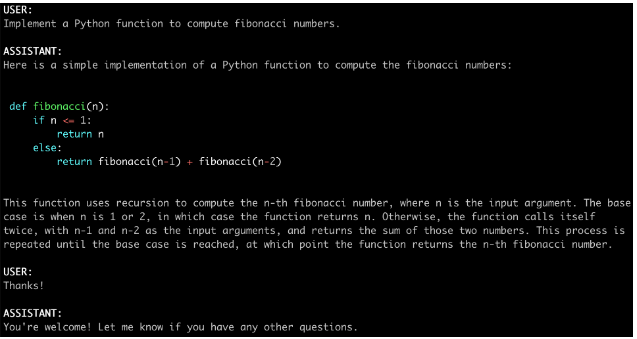 USER:
Implement a Python function to compute fibonacci numbers.
ASSISTANT:
Here is a simple implementation of a Python function to compute the fibonacci numbers:
def fibonacci(n):
    if n <= 1:
        return n
    else:
        return fibonacci(n-1) + fibonacci(n-2)
This function uses recursion to compute the n-th fibonacci number, where n is the input argument. The base
case is when n is 1 or 2, in which case the function returns n. Otherwise, the function calls itself
twice, with n-1 and n-2 as the input arguments, and returns the sum of those two numbers. This process is
repeated until the base case is reached, at which point the function returns the n-th fibonacci number.
USER:
Thanks!
ASSISTANT:
You're welcome! Let me know if you have any other questions.